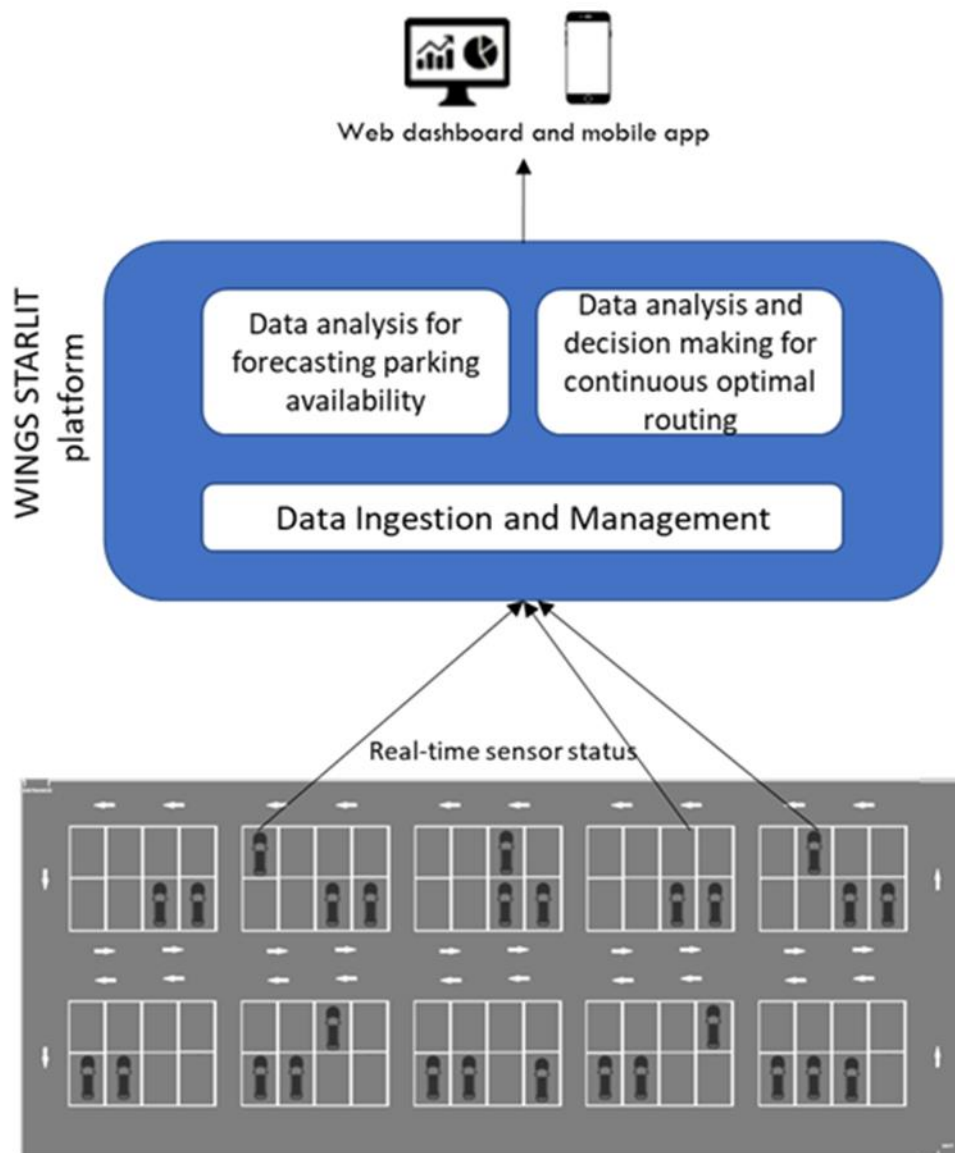 Web dashboard and mobile app
WINGS STARLIT
platform
Data analysis for
forecasting parking
availability
Data analysis and
decision making for
continuous optimal
routing
Data Ingestion and Management
Real-time sensor status